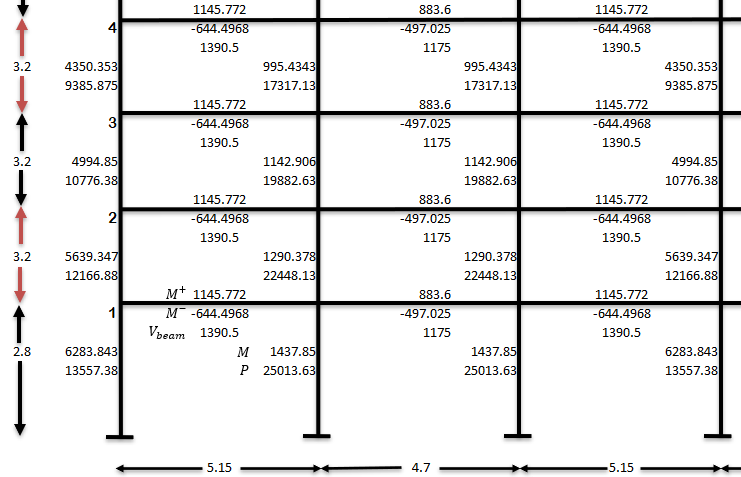 1145.772 883.6 1145.772
4 -644.4968 -497.025 -644.4968
1390.5 1175 1390.5
3.2 4350.353 995.4343 995.4343 4350.353
9385.875 17317.13 17317.13 9385.875
1145.772 883.6 1145.772
3 -644.4968 -497.025 -644.4968
1390.5 1175 1390.5
3.2 4994.85 1142.906 1142.906 4994.85
10776.38 19882.63 19882.63 10776.38
1145.772 883.6 1145.772
2 -644.4968 -497.025 -644.4968
1390.5 1175 1390.5
3.2 5639.347 1290.378 1290.378 5639.347
12166.88 22448.13 22448.13 12166.88
M⁺ 1145.772 883.6 1145.772
1 M⁻ -644.4968 -497.025 -644.4968
V_beam 1390.5 1175 1390.5
2.8 6283.843 M 1437.85 1437.85 6283.843
13557.38 P 25013.63 25013.63 13557.38
5.15 4.7 5.15